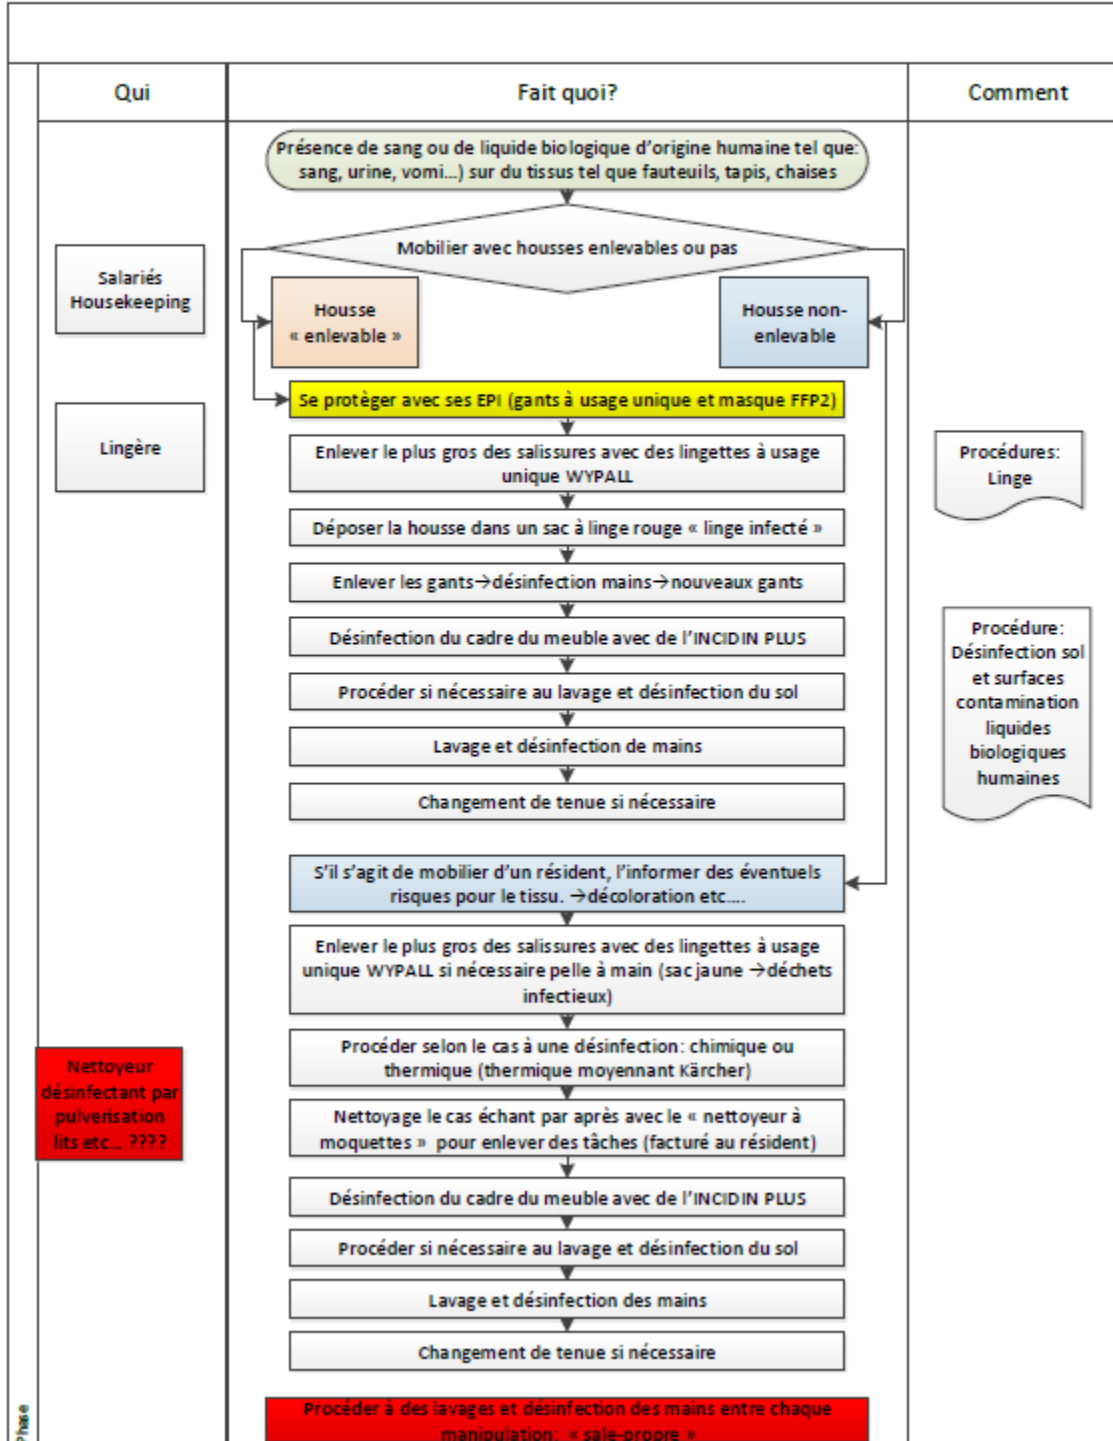 Qui
Fait quoi?
Comment
Présence de sang ou de liquide biologique d'origine humaine tel que:
sang, urine, vomi...) sur du tissus tel que fauteuils, tapis, chaises
Mobilier avec housses enlevables ou pas
Salariés
Housekeeping
Housse
« enlevable »
Housse non-
enlevable
Se protèger avec ses EPI (gants à usage unique et masque FFP2)
Lingère
Enlever le plus gros des salissures avec des lingettes à usage
unique WYPALL
Procédures:
Linge
Déposer la housse dans un sac à linge rouge « linge infecté »
Enlever les gants→désinfection mains→nouveaux gants
Désinfection du cadre du meuble avec de l'INCIDIN PLUS
Procéder si nécessaire au lavage et désinfection du sol
Lavage et désinfection de mains
Changement de tenue si nécessaire
Procédure:
Désinfection sol
et surfaces
contamination
liquides
biologiques
humaines
S'il s'agit de mobilier d'un résident, l'informer des éventuels
risques pour le tissu. →décoloration etc....
Enlever le plus gros des salissures avec des lingettes à usage
unique WYPALL si nécessaire pelle à main (sac jaune →déchets
infectieux)
Procéder selon le cas à une désinfection: chimique ou
thermique (thermique moyennant Kärcher)
Nettoyeur
désinfectant par
pulverisation
lits etc... ????
Nettoyage le cas échant par après avec le « nettoyeur à
moquettes » pour enlever des tâches (facturé au résident)
Désinfection du cadre du meuble avec de l'INCIDIN PLUS
Procéder si nécessaire au lavage et désinfection du sol
Lavage et désinfection des mains
Changement de tenue si nécessaire
Procéder à des lavages et désinfection des mains entre chaque
manipulation: « sale-propre »
Phase